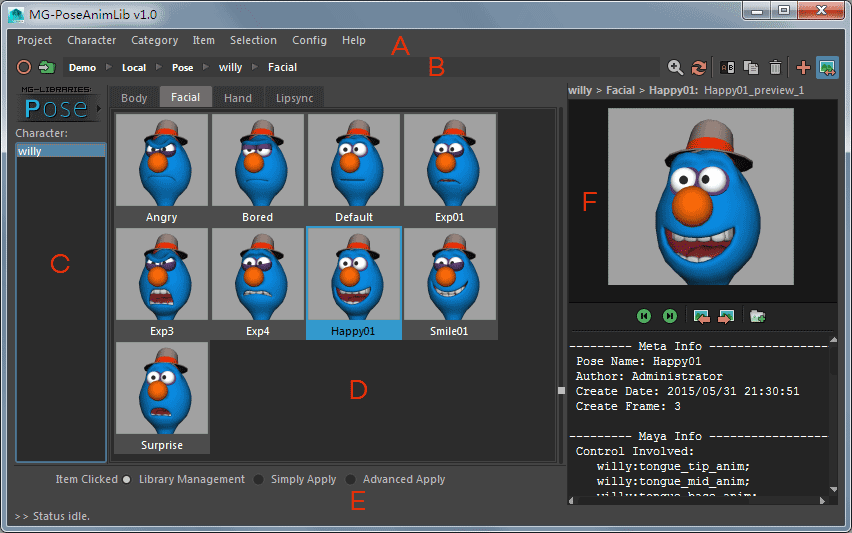 MG-PoseAnimLib v1.0
Project Character Category Item Selection Config Help
A
Demo Local Pose willy Facial
B
MG-LIBRARIES:
Pose
Character:
willy
C
Body Facial Hand Lipsync
Angry Bored Default Exp01
Exp3 Exp4 Happy01 Smile01
Surprise
D
willy > Facial > Happy01: Happy01_preview_1
F
--------- Meta Info ------------------
Pose Name: Happy01
Author: Administrator
Create Date: 2015/05/31 21:30:51
Create Frame: 3
--------- Maya Info ------------------
Control Involved:
willy:tongue_tip_anim;
willy:tongue_mid_anim;
willy:tongue_base_anim;
Item Clicked Library Management Simply Apply Advanced Apply
E
>> Status idle.